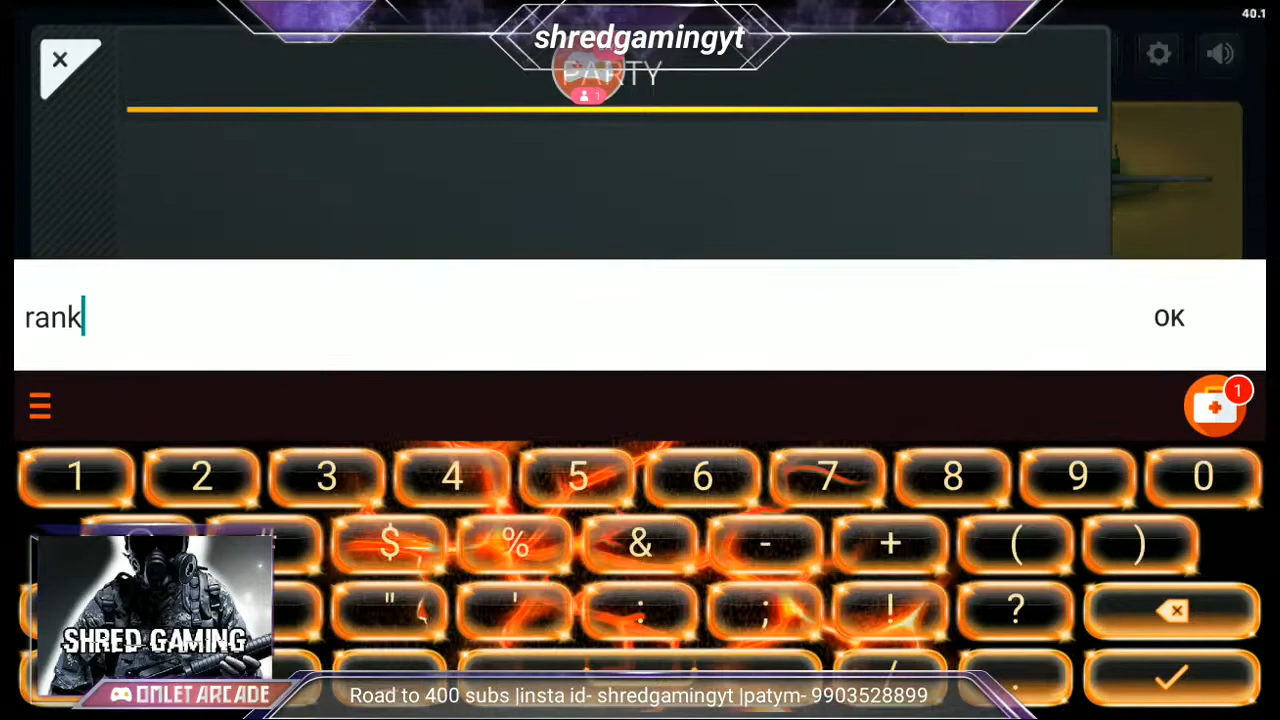 40.1
shredgamingyt
PARTY
1
rank
OK
1
1 2 3 4 5 6 7 8 9 0
$ % & - + ( )
" ' : ; ! ?
/ .
SHRED GAMING
OMLET ARCADE
Road to 400 subs |insta id- shredgamingyt |patym- 9903528899